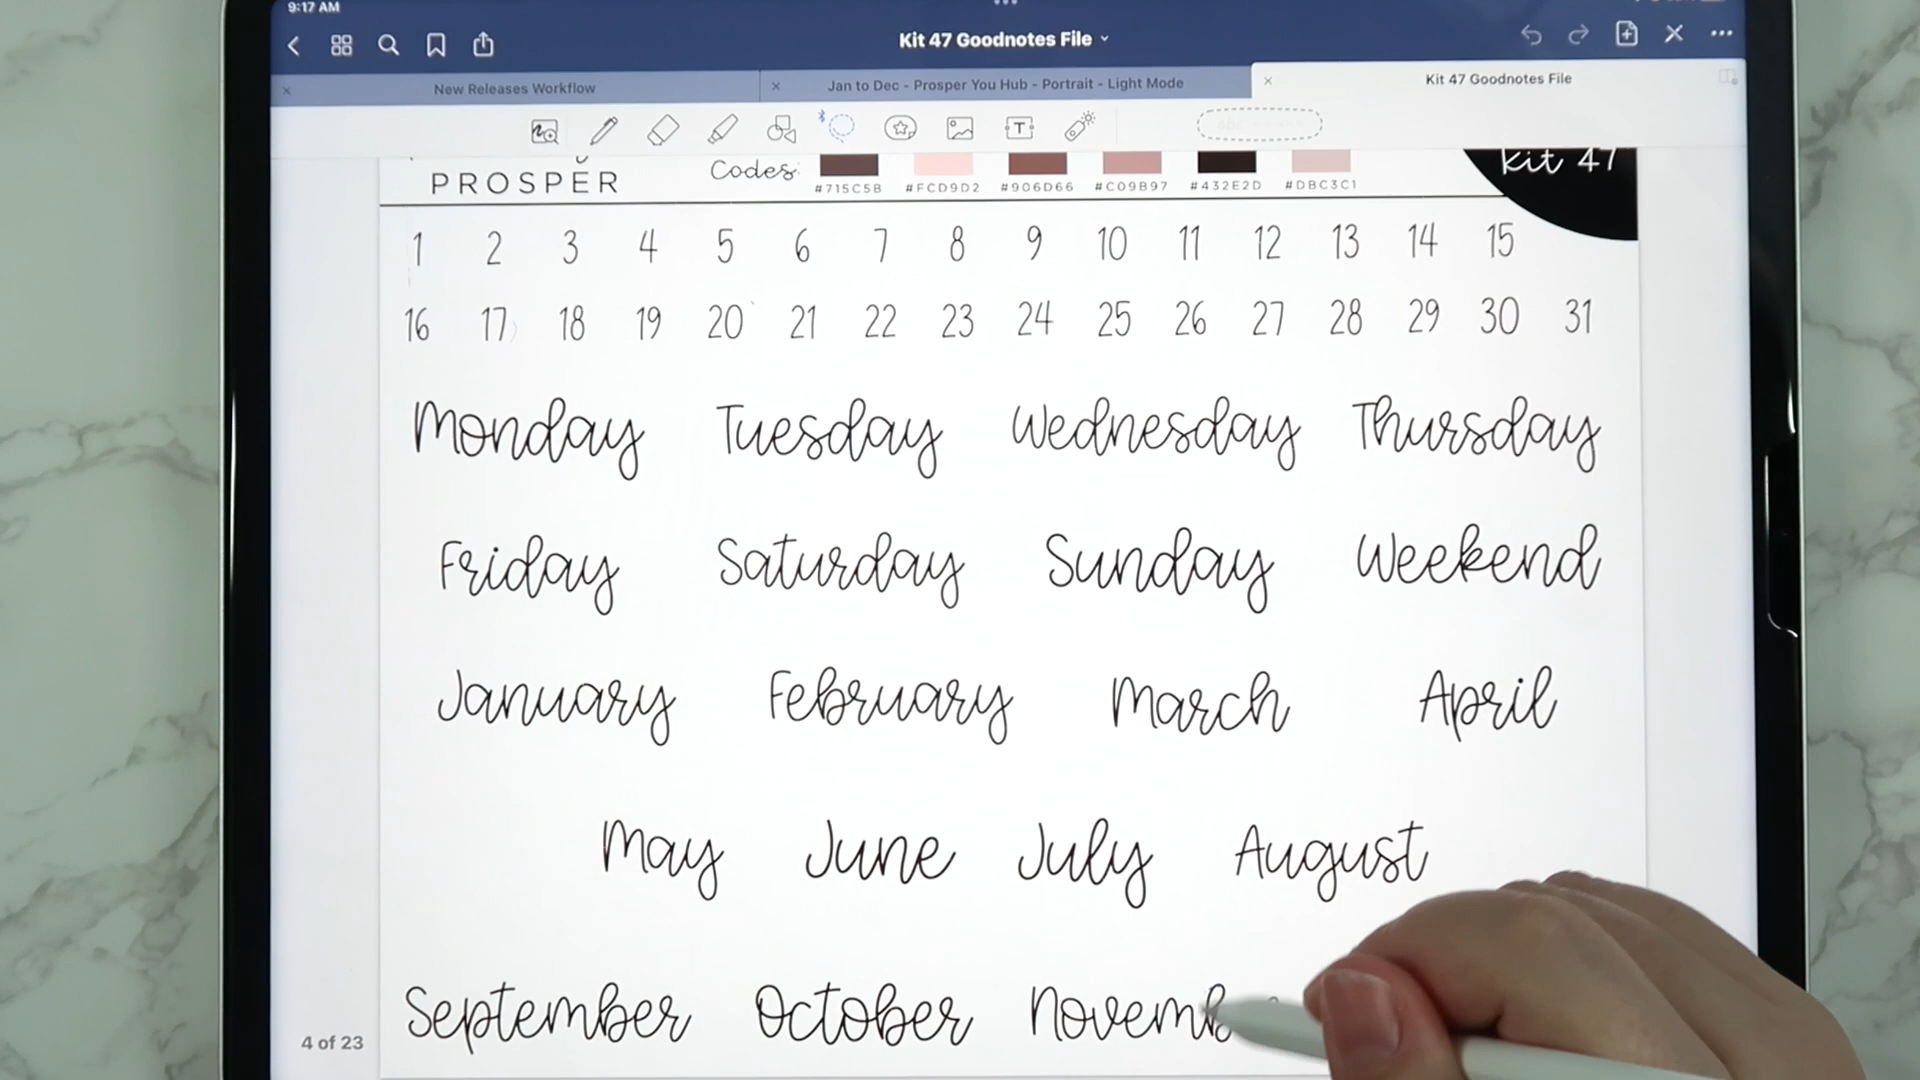 9:17 AM
Kit 47 Goodnotes File
New Releases Workflow
Jan to Dec - Prosper You Hub - Portrait - Light Mode
Kit 47 Goodnotes File
T
PROSPER
Codes:
kit 47
#715C5B #FCD9D2 #906D66 #C09B97 #432E2D #DBC3C1
1 2 3 4 5 6 7 8 9 10 11 12 13 14 15
16 17 18 19 20 21 22 23 24 25 26 27 28 29 30 31
Monday Tuesday Wednesday Thursday
Friday Saturday Sunday Weekend
January February March April
May June July August
September October Novemb
4 of 23